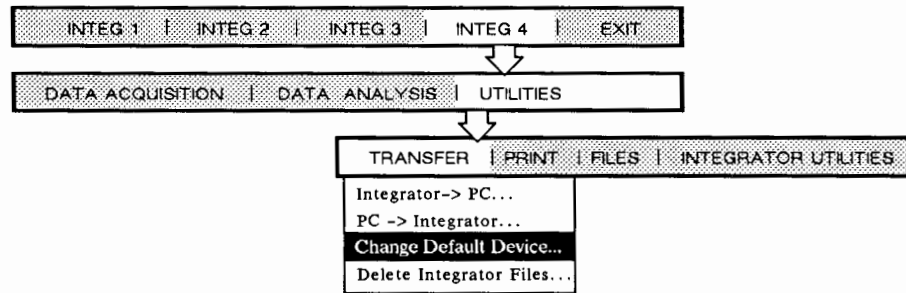 INTEG 1 | INTEG 2 | INTEG 3 | INTEG 4 | EXIT
DATA ACQUISITION | DATA ANALYSIS | UTILITIES
TRANSFER | PRINT | FILES | INTEGRATOR UTILITIES
Integrator-> PC...
PC -> Integrator...
Change Default Device...
Delete Integrator Files...